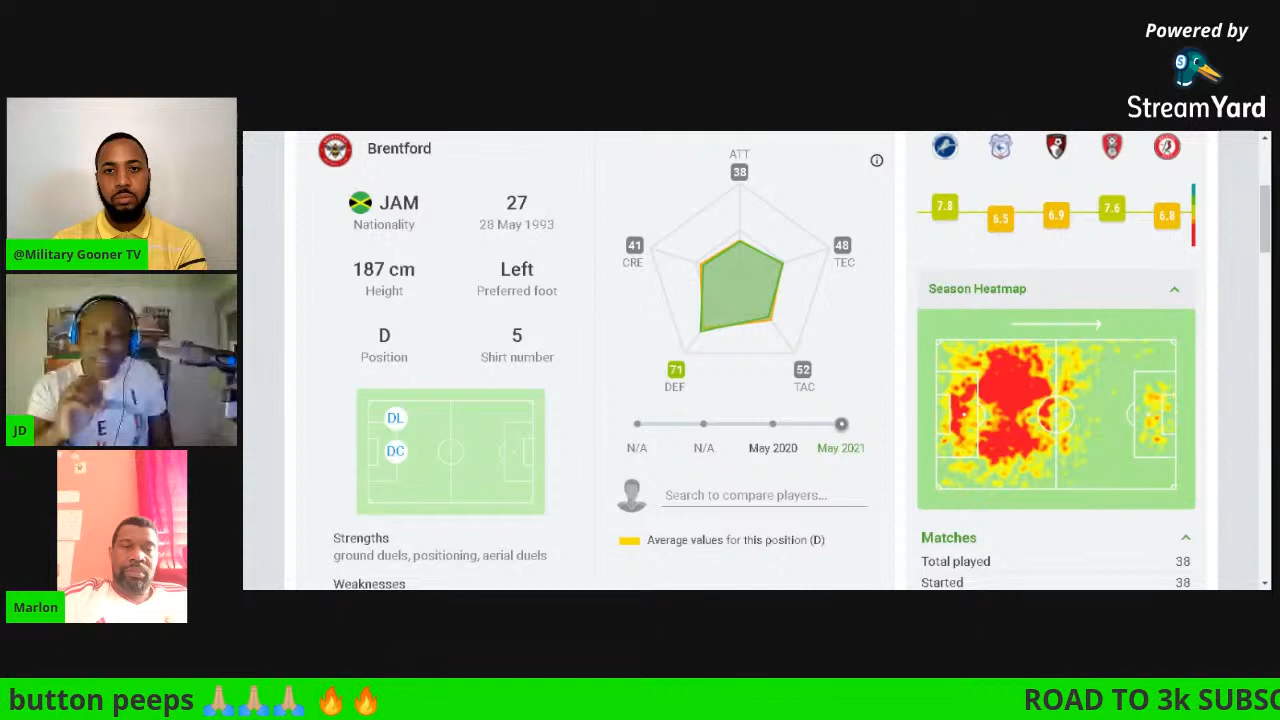 Powered by
StreamYard
@Military Gooner TV
JD
Marlon
Brentford
JAM
Nationality
27
28 May 1993
187 cm
Height
Left
Preferred foot
D
Position
5
Shirt number
DL
DC
Strengths
ground duels, positioning, aerial duels
Weaknesses
ATT
38
41
CRE
48
TEC
71
DEF
52
TAC
N/A
N/A
May 2020
May 2021
Search to compare players...
Average values for this position (D)
7.8
6.5
6.9
7.6
6.8
Season Heatmap
Matches
Total played 38
Started 38
button peeps 🙏🏼🙏🏼🙏🏼 🔥🔥 ROAD TO 3k SUBSC